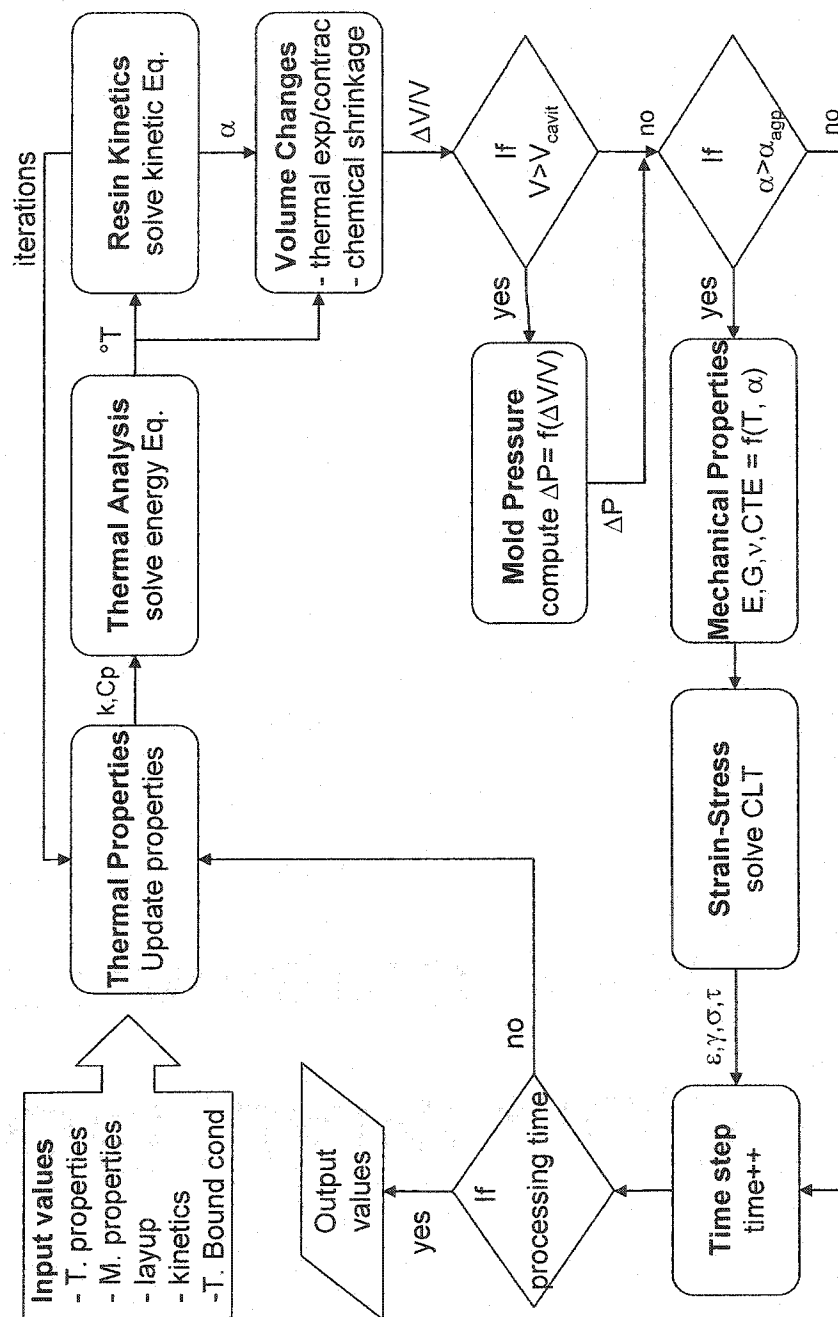 Input values
- T. properties
- M. properties
- layup
- kinetics
-T. Bound cond
Thermal Properties
Update properties
k,Cp
Thermal Analysis
solve energy Eq.
°T
Resin Kinetics
solve kinetic Eq.
iterations
α
Volume Changes
- thermal exp/contrac
- chemical shrinkage
ΔV/V
If
V>Vcavit
yes
no
Mold Pressure
compute ΔP= f(ΔV/V)
ΔP
If
α>αagp
yes
no
Mechanical Properties
E,G,ν,CTE = f(T, α)
Strain-Stress
solve CLT
ε,γ,σ,τ
Time step
time++
If
processing time
no
yes
Output
values